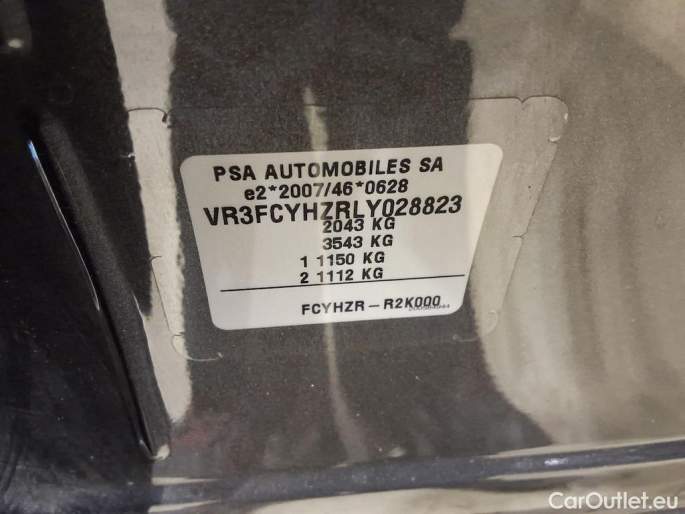 PSA AUTOMOBILES SA
e2*2007/46*0628
VR3FCYHZRLY028823
2043 KG
3543 KG
1 1150 KG
2 1112 KG
FCYHZR – R2K000
CarOutlet.eu